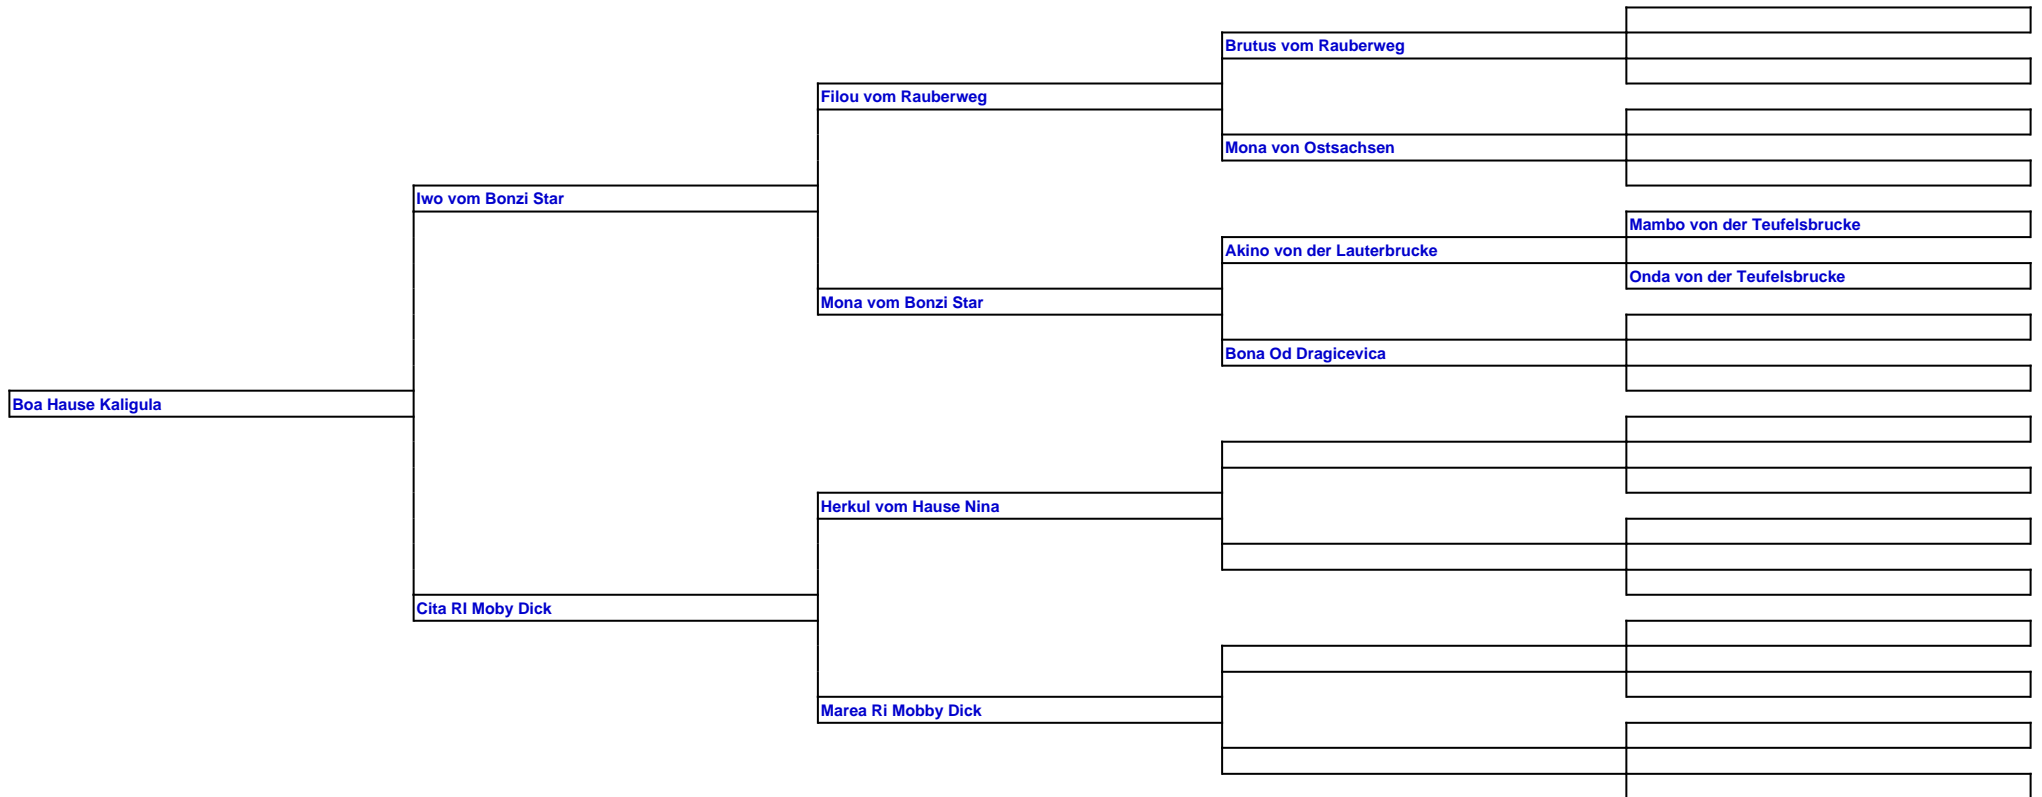 Brutus vom Rauberweg
Filou vom Rauberweg
Mona von Ostsachsen
Iwo vom Bonzi Star
Mambo von der Teufelsbrucke
Akino von der Lauterbrucke
Onda von der Teufelsbrucke
Mona vom Bonzi Star
Bona Od Dragicevica
Boa Hause Kaligula
Herkul vom Hause Nina
Cita RI Moby Dick
Marea Ri Mobby Dick